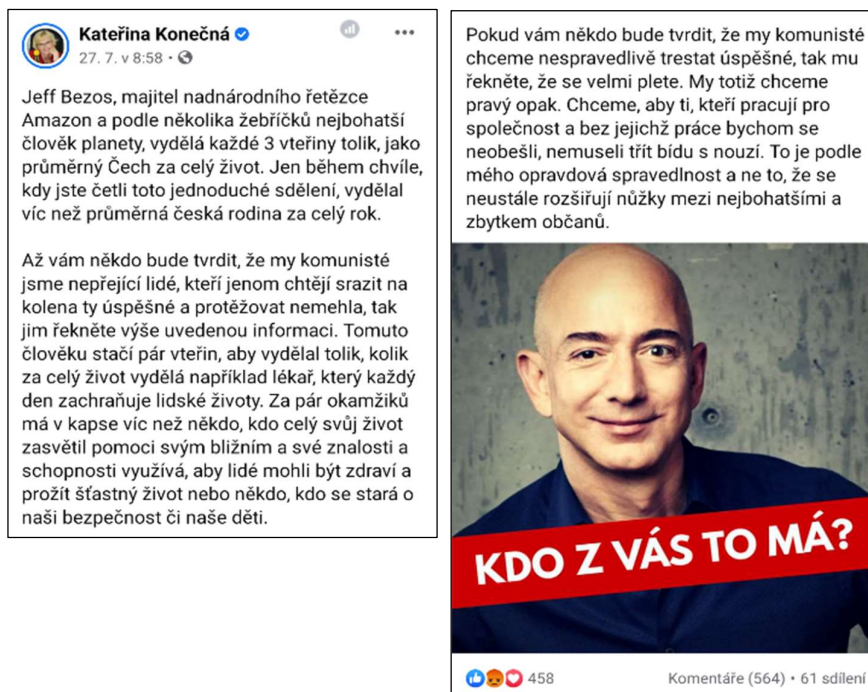 Kateřina Konečná
27. 7. v 8:58 ·
Jeff Bezos, majitel nadnárodního řetězce
Amazon a podle několika žebříčků nejbohatší
člověk planety, vydělá každé 3 vteřiny tolik, jako
průměrný Čech za celý život. Jen během chvíle,
kdy jste četli toto jednoduché sdělení, vydělal
víc než průměrná česká rodina za celý rok.
Až vám někdo bude tvrdit, že my komunisté
jsme nepřející lidé, kteří jenom chtějí srazit na
kolena ty úspěšné a protěžovat nemehla, tak
jim řekněte výše uvedenou informaci. Tomuto
člověku stačí pár vteřin, aby vydělal tolik, kolik
za celý život vydělá například lékař, který každý
den zachraňuje lidské životy. Za pár okamžiků
má v kapse víc než někdo, kdo celý svůj život
zasvětil pomoci svým bližním a své znalosti a
schopnosti využívá, aby lidé mohli být zdraví a
prožít šťastný život nebo někdo, kdo se stará o
naši bezpečnost či naše děti.
Pokud vám někdo bude tvrdit, že my komunisté
chceme nespravedlivě trestat úspěšné, tak mu
řekněte, že se velmi plete. My totiž chceme
pravý opak. Chceme, aby ti, kteří pracují pro
společnost a bez jejichž práce bychom se
neobešli, nemuseli třít bídu s nouzí. To je podle
mého opravdová spravedlnost a ne to, že se
neustále rozšiřují nůžky mezi nejbohatšími a
zbytkem občanů.
KDO Z VÁS TO MÁ?
458 Komentáře (564) · 61 sdílení